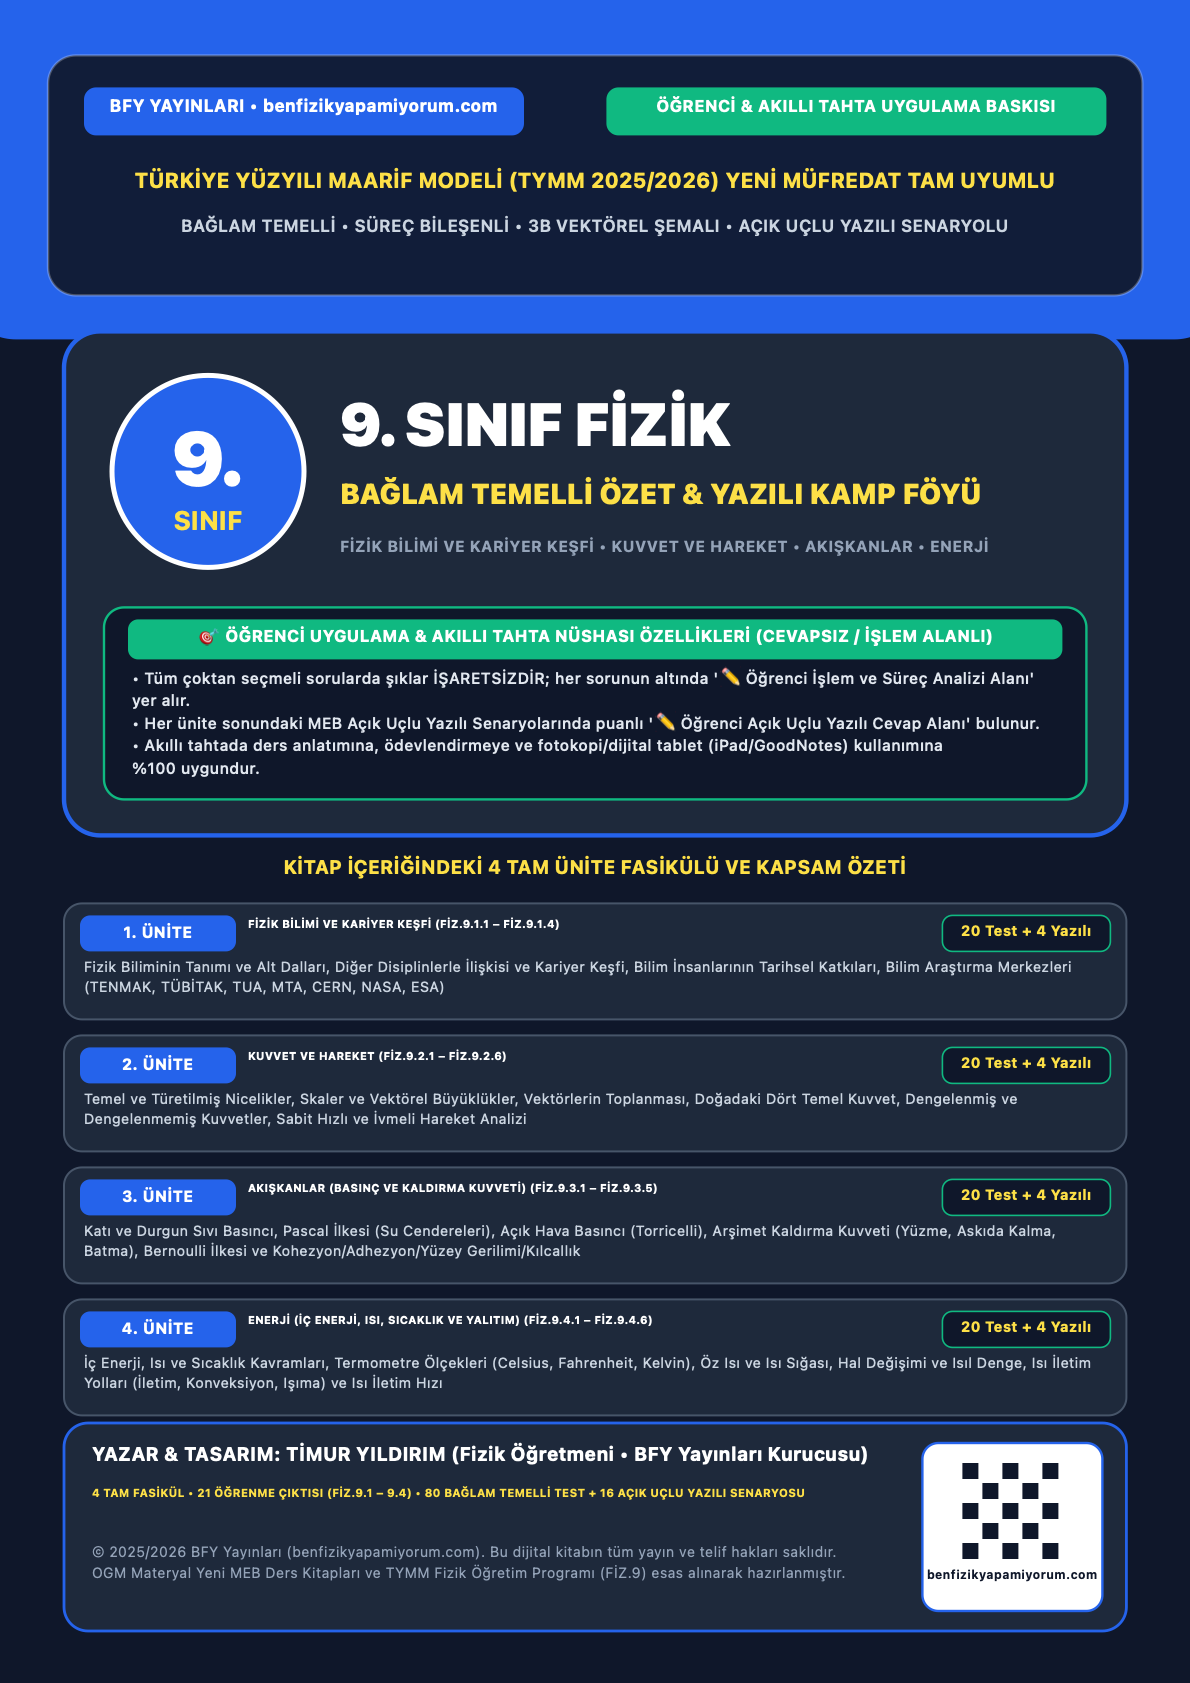 BFY YAYINLARI • benfizikyapamiyorum.com
ÖĞRENCİ & AKILLI TAHTA UYGULAMA BASKISI
TÜRKİYE YÜZYILI MAARİF MODELİ (TYMM 2025/2026) YENİ MÜFREDAT TAM UYUMLU
BAĞLAM TEMELLİ • SÜREÇ BİLEŞENLİ • 3B VEKTÖREL ŞEMALI • AÇIK UÇLU YAZILI SENARYOLU
9.
SINIF
9. SINIF FİZİK
BAĞLAM TEMELLİ ÖZET & YAZILI KAMP FÖYÜ
FİZİK BİLİMİ VE KARİYER KEŞFİ • KUVVET VE HAREKET • AKIŞKANLAR • ENERJİ
🎯 ÖĞRENCİ UYGULAMA & AKILLI TAHTA NÜSHASI ÖZELLİKLERİ (CEVAPSIZ / İŞLEM ALANLI)
• Tüm çoktan seçmeli sorularda şıklar İŞARETSİZDİR; her sorunun altında '✏️ Öğrenci İşlem ve Süreç Analizi Alanı'
yer alır.
• Her ünite sonundaki MEB Açık Uçlu Yazılı Senaryolarında puanlı '✏️ Öğrenci Açık Uçlu Yazılı Cevap Alanı' bulunur.
• Akıllı tahtada ders anlatımına, ödevlendirmeye ve fotokopi/dijital tablet (iPad/GoodNotes) kullanımına
%100 uygundur.
KİTAP İÇERİĞİNDEKİ 4 TAM ÜNİTE FASİKÜLÜ VE KAPSAM ÖZETİ
1. ÜNİTE
FİZİK BİLİMİ VE KARİYER KEŞFİ (FİZ.9.1.1 – FİZ.9.1.4)
20 Test + 4 Yazılı
Fizik Biliminin Tanımı ve Alt Dalları, Diğer Disiplinlerle İlişkisi ve Kariyer Keşfi, Bilim İnsanlarının Tarihsel Katkıları, Bilim Araştırma Merkezleri
(TENMAK, TÜBİTAK, TUA, MTA, CERN, NASA, ESA)
2. ÜNİTE
KUVVET VE HAREKET (FİZ.9.2.1 – FİZ.9.2.6)
20 Test + 4 Yazılı
Temel ve Türetilmiş Nicelikler, Skaler ve Vektörel Büyüklükler, Vektörlerin Toplanması, Doğadaki Dört Temel Kuvvet, Dengelenmiş ve
Dengelenmemiş Kuvvetler, Sabit Hızlı ve İvmeli Hareket Analizi
3. ÜNİTE
AKIŞKANLAR (BASINÇ VE KALDIRMA KUVVETİ) (FİZ.9.3.1 – FİZ.9.3.5)
20 Test + 4 Yazılı
Katı ve Durgun Sıvı Basıncı, Pascal İlkesi (Su Cendereleri), Açık Hava Basıncı (Torricelli), Arşimet Kaldırma Kuvveti (Yüzme, Askıda Kalma,
Batma), Bernoulli İlkesi ve Kohezyon/Adhezyon/Yüzey Gerilimi/Kılcallık
4. ÜNİTE
ENERJİ (İÇ ENERJİ, ISI, SICAKLIK VE YALITIM) (FİZ.9.4.1 – FİZ.9.4.6)
20 Test + 4 Yazılı
İç Enerji, Isı ve Sıcaklık Kavramları, Termometre Ölçekleri (Celsius, Fahrenheit, Kelvin), Öz Isı ve Isı Sığası, Hal Değişimi ve Isıl Denge, Isı İletim
Yolları (İletim, Konveksiyon, Işıma) ve Isı İletim Hızı
YAZAR & TASARIM: TİMUR YILDIRIM (Fizik Öğretmeni • BFY Yayınları Kurucusu)
4 TAM FASİKÜL • 21 ÖĞRENME ÇIKTISI (FİZ.9.1 – 9.4) • 80 BAĞLAM TEMELLİ TEST + 16 AÇIK UÇLU YAZILI SENARYOSU
© 2025/2026 BFY Yayınları (benfizikyapamiyorum.com). Bu dijital kitabın tüm yayın ve telif hakları saklıdır.
OGM Materyal Yeni MEB Ders Kitapları ve TYMM Fizik Öğretim Programı (FİZ.9) esas alınarak hazırlanmıştır.
benfizikyapamiyorum.com